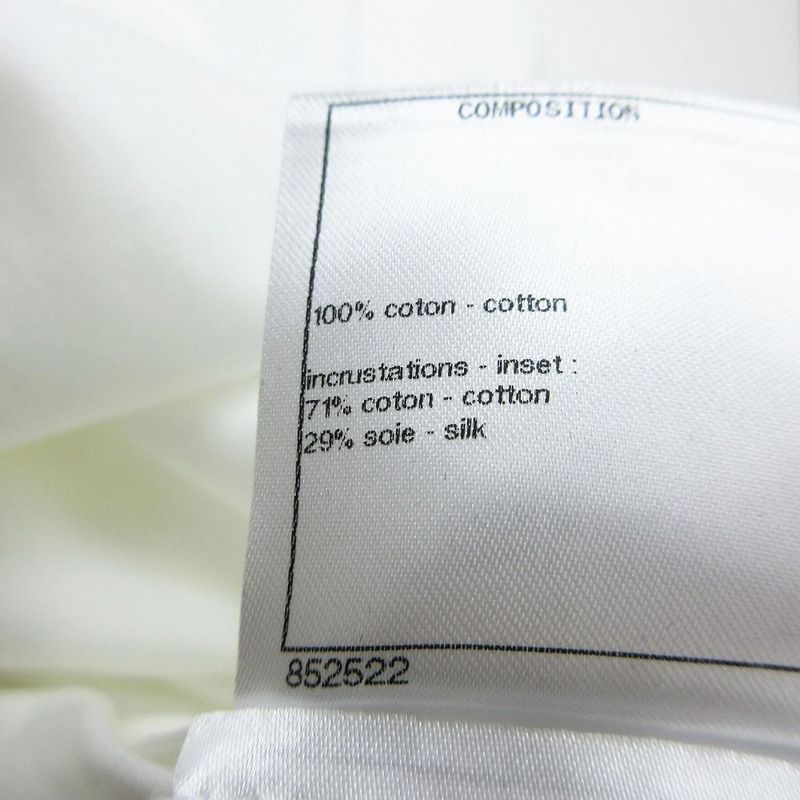 COMPOSITION
100% coton - cotton
incrustations - inset :
71% coton - cotton
29% soie - silk
852522